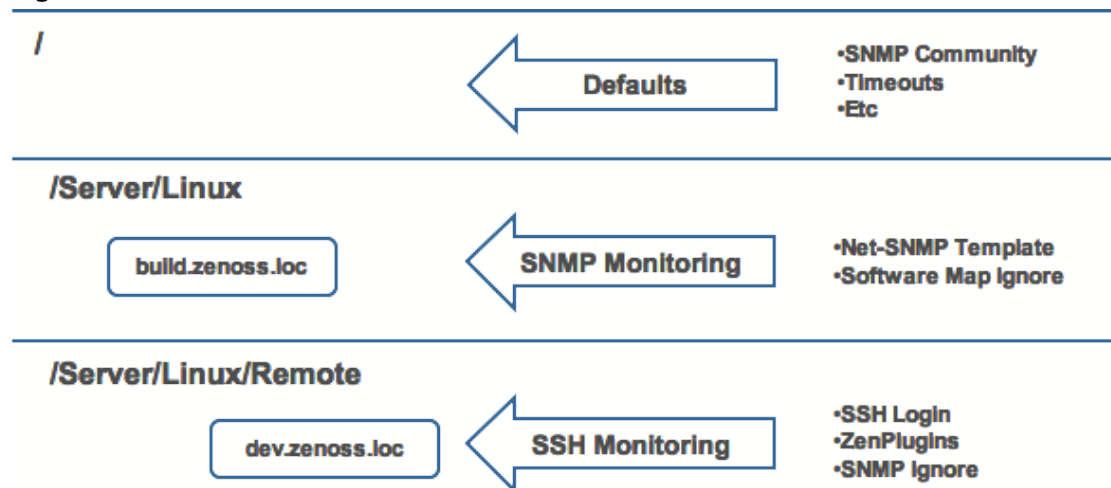 /
Defaults
•SNMP Community
•Timeouts
•Etc
/Server/Linux
build.zenoss.loc
SNMP Monitoring
•Net-SNMP Template
•Software Map Ignore
/Server/Linux/Remote
dev.zenoss.loc
SSH Monitoring
•SSH Login
•ZenPlugins
•SNMP Ignore